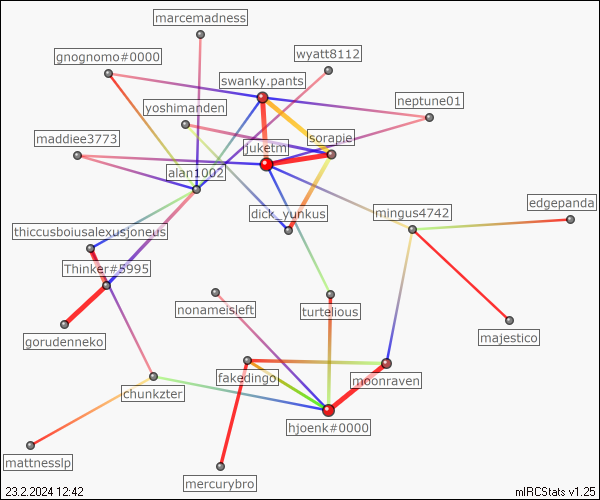 marcemadness
gnognomo#0000
wyatt8112
swanky.pants
neptune01
yoshimanden
maddiee3773
sorapie
juketm
alan1002
edgepanda
dick_yunkus
mingus4742
thiccusboiusalexusjoneus
Thinker#5995
nonameisleft
turtelious
gorudenneko
majestico
fakedingo
moonraven
chunkzter
hjoenk#0000
mattnesslp
mercurybro
23.2.2024 12:42
mIRCStats v1.25